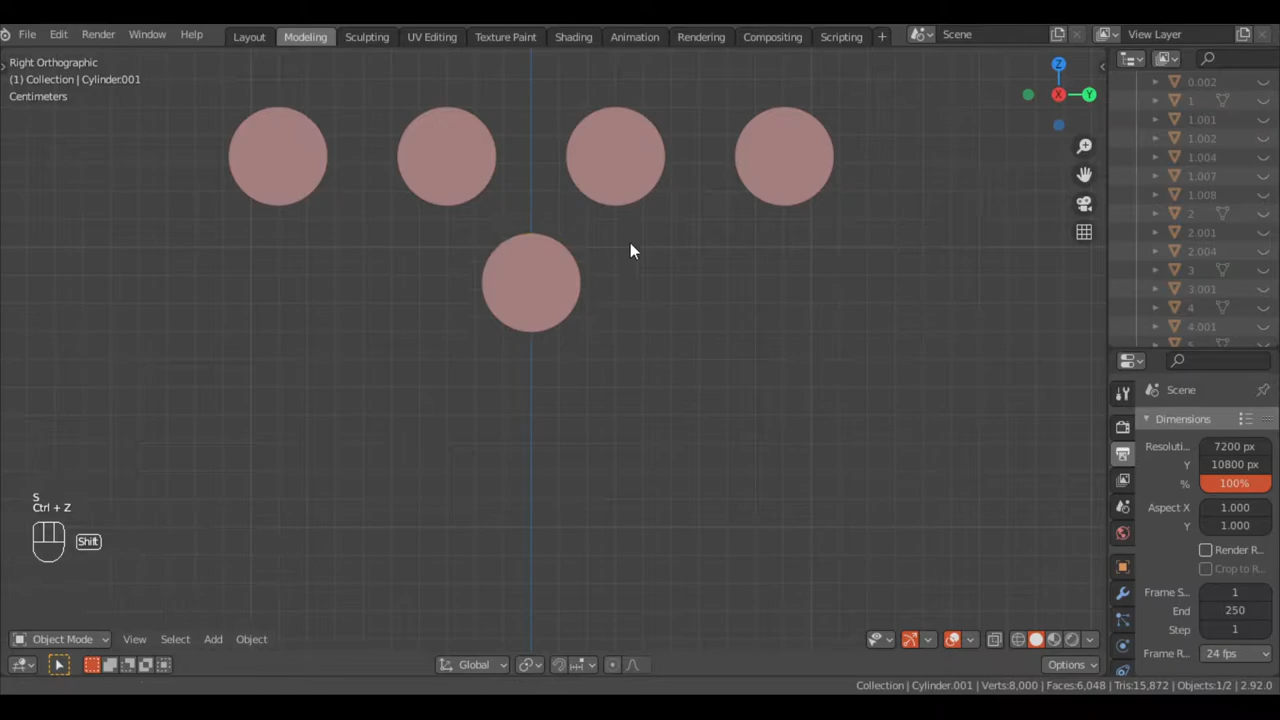 File Edit Render Window Help Layout Modeling Sculpting UV Editing Texture Paint Shading Animation Rendering Compositing Scripting + Scene View Layer
Right Orthographic
(1) Collection | Cylinder.001
Centimeters
Z
X
Y
0.002
1
1.001
1.002
1.004
1.007
1.008
2
2.001
2.004
3
3.001
4
4.001
Scene
Dimensions
Resoluti... 7200 px
Y 10800 px
% 100%
Aspect X 1.000
Y 1.000
Render R...
Crop to R...
Frame S... 1
End 250
Step 1
Frame R... 24 fps
S
Ctrl + Z
Shift
Object Mode View Select Add Object
Global Options
Collection | Cylinder.001 | Verts:8,000 | Faces:6,048 | Tris:15,872 | Objects:1/2 | 2.92.0